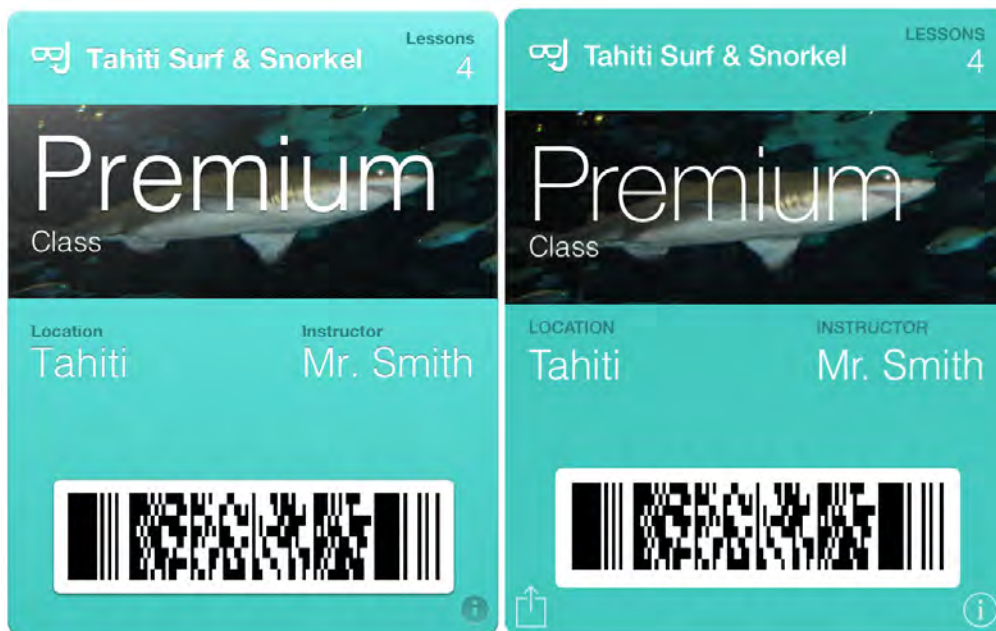 Tahiti Surf & Snorkel
Lessons
4
Premium
Class
Location
Instructor
Tahiti
Mr. Smith
Tahiti Surf & Snorkel
LESSONS
4
Premium
Class
LOCATION
INSTRUCTOR
Tahiti
Mr. Smith